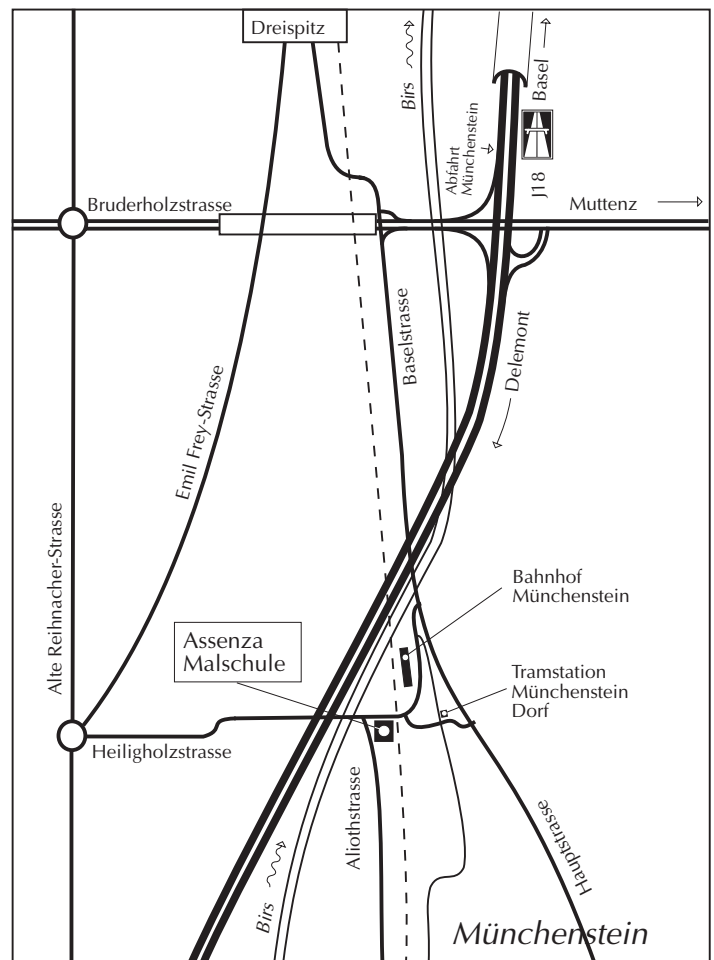 Dreispitz
Birs
Basel
Abfahrt
Münchenstein
J18
Bruderholzstrasse
Muttenz
Baselstrasse
Delemont
Emil Frey-Strasse
Alte Reihnacher-Strasse
Bahnhof
Münchenstein
Assenza
Malschule
Tramstation
Münchenstein
Dorf
Heiligholzstrasse
Aliothstrasse
Hauptstrasse
Birs
Münchenstein